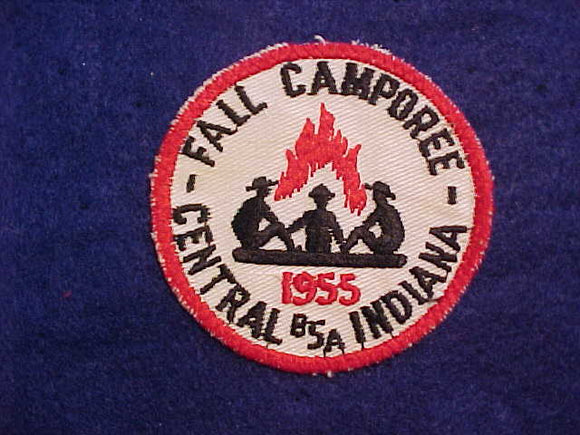 - FALL CAMPOREE -
1955
CENTRAL BSA INDIANA